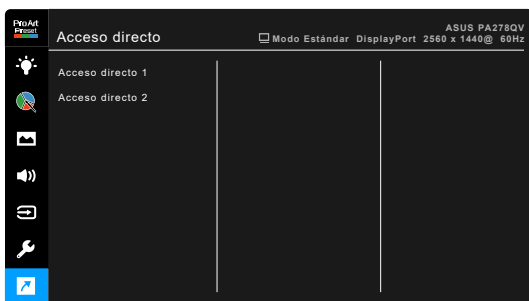 ProArt
Preset
Acceso directo
ASUS PA278QV
Modo Estándar DisplayPort 2560 x 1440@ 60Hz
Acceso directo 1
Acceso directo 2